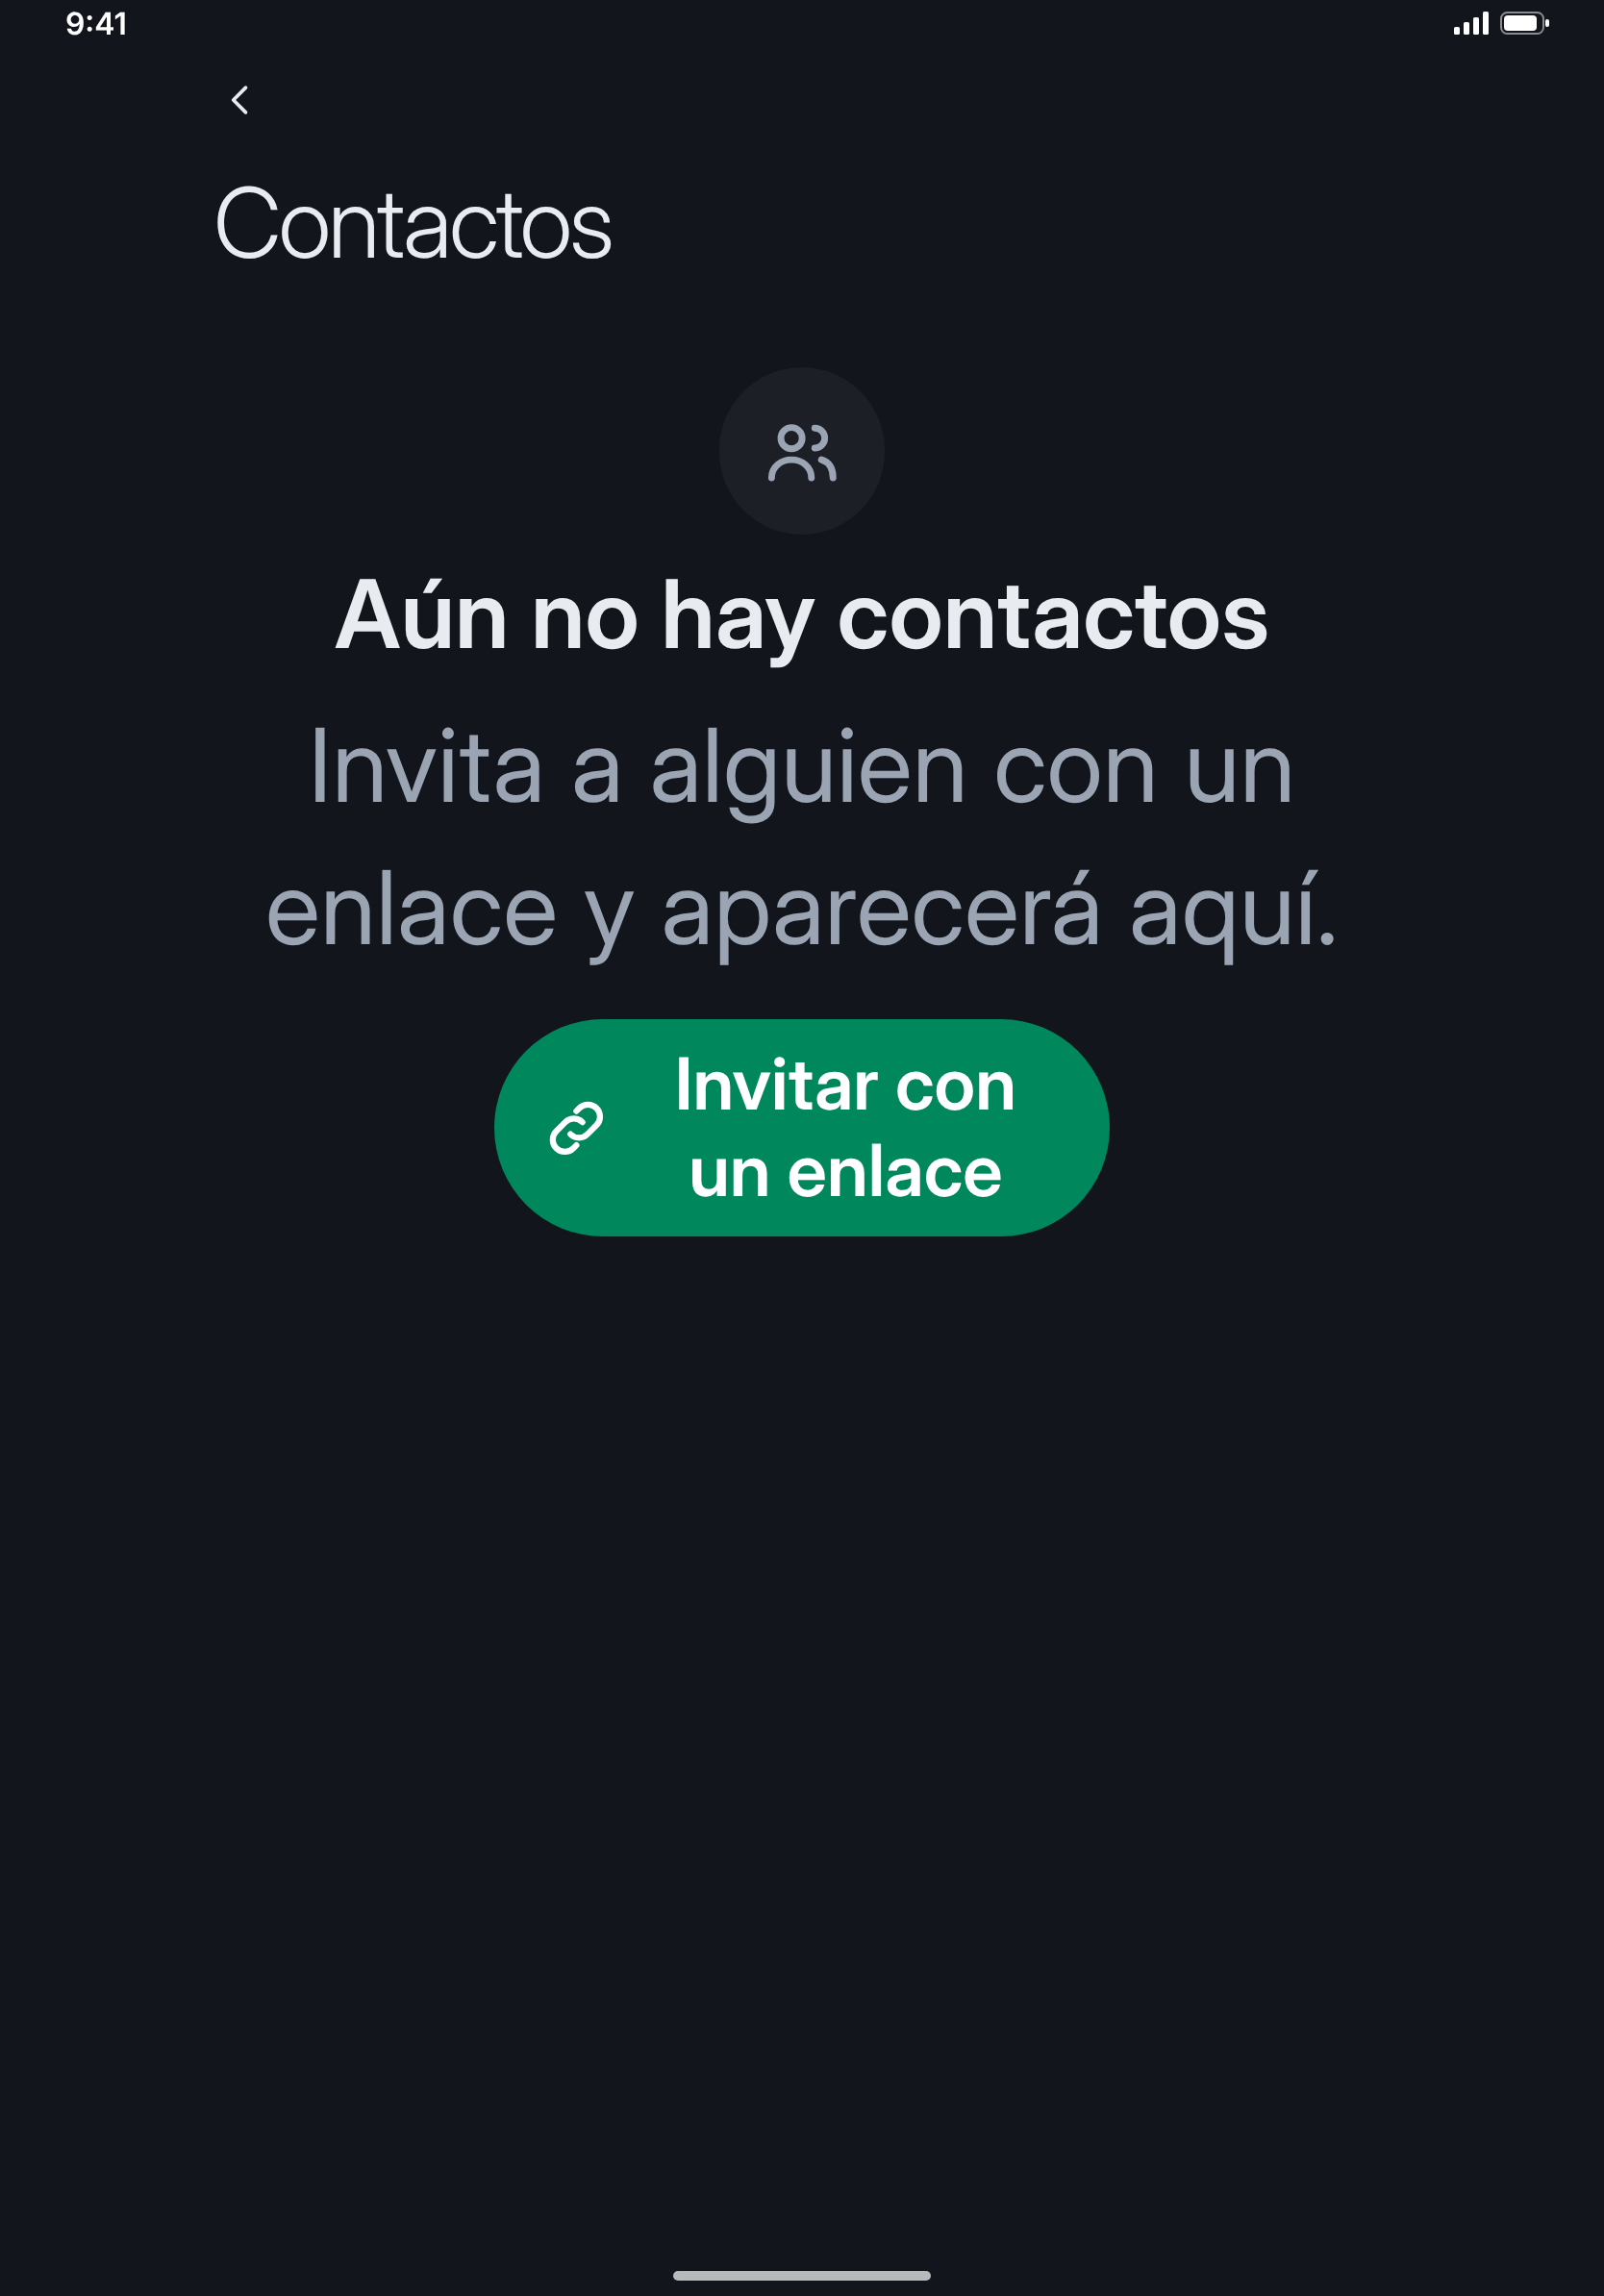 9:41
Contactos
Aún no hay contactos
Invita a alguien con un
enlace y aparecerá aquí.
Invitar con
un enlace